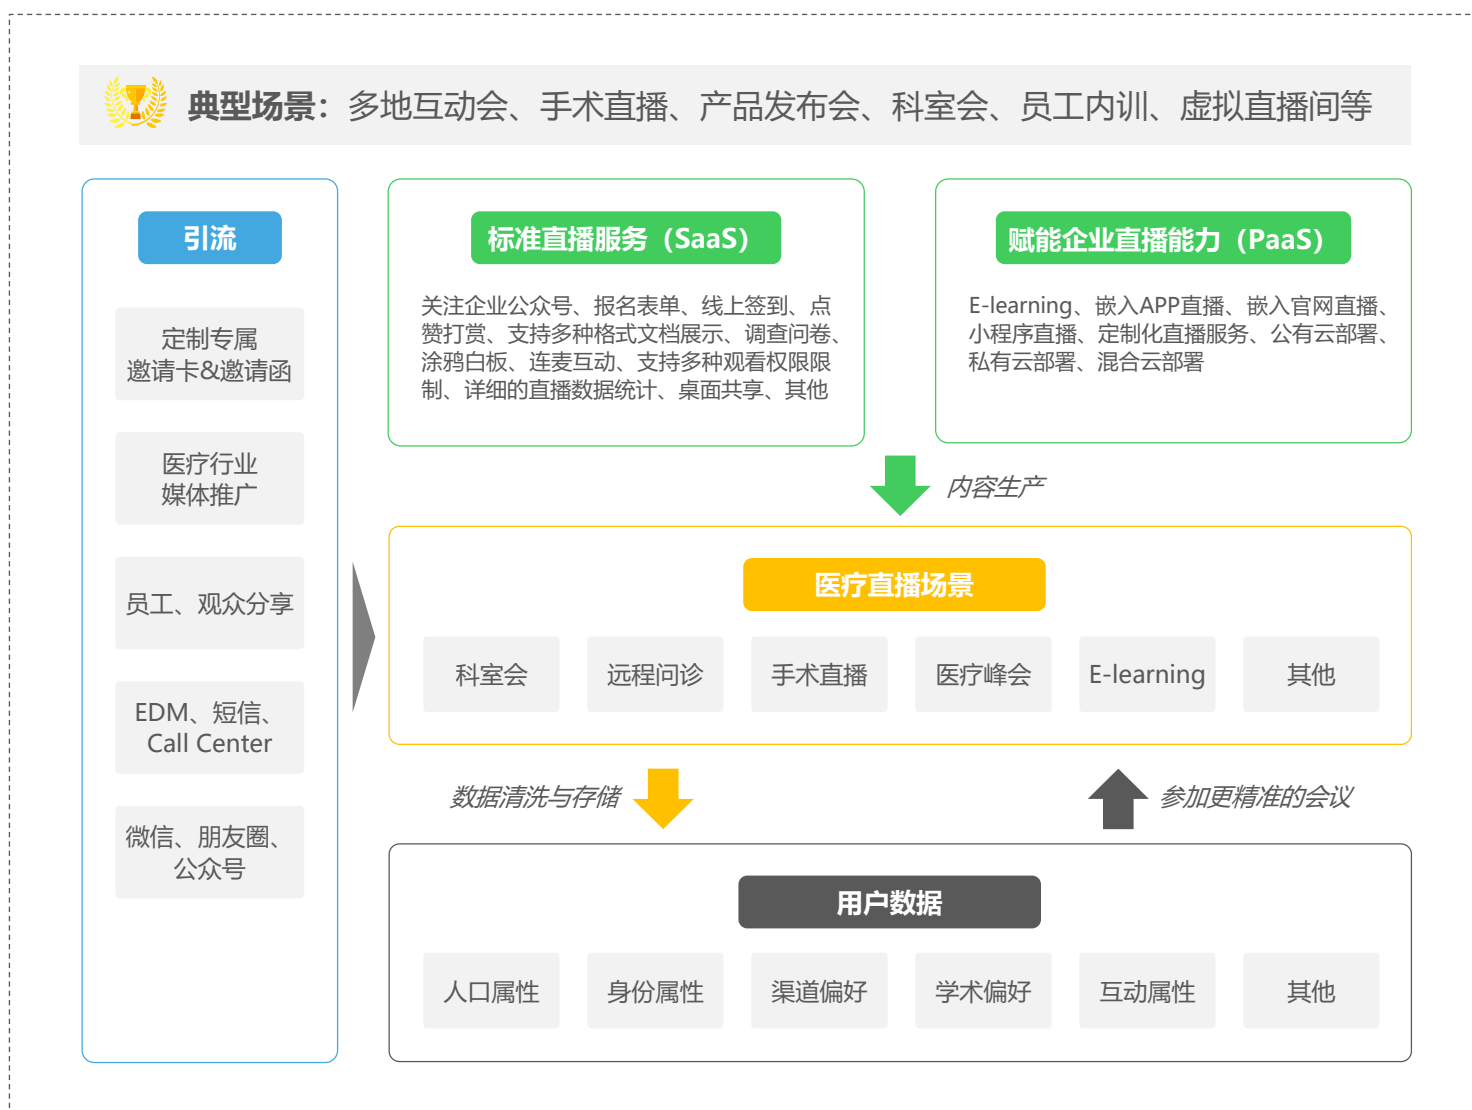 典型场景：多地互动会、手术直播、产品发布会、科室会、员工内训、虚拟直播间等
引流
定制专属
邀请卡&邀请函
医疗行业
媒体推广
员工、观众分享
EDM、短信、
Call Center
微信、朋友圈、
公众号
标准直播服务（SaaS）
关注企业公众号、报名表单、线上签到、点
赞打赏、支持多种格式文档展示、调查问卷、
涂鸦白板、连麦互动、支持多种观看权限限
制、详细的直播数据统计、桌面共享、其他
赋能企业直播能力（PaaS）
E-learning、嵌入APP直播、嵌入官网直播、
小程序直播、定制化直播服务、公有云部署、
私有云部署、混合云部署
内容生产
医疗直播场景
科室会
远程问诊
手术直播
医疗峰会
E-learning
其他
数据清洗与存储
参加更精准的会议
用户数据
人口属性
身份属性
渠道偏好
学术偏好
互动属性
其他